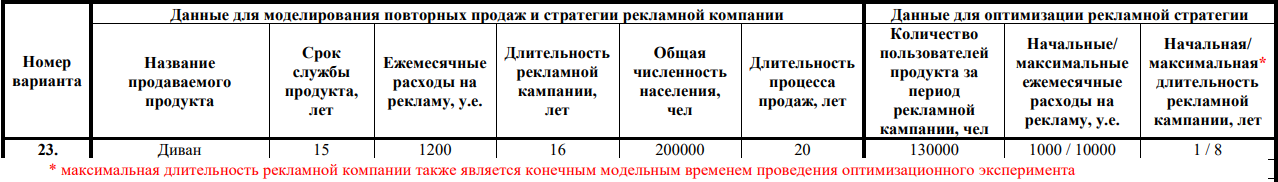 Данные для моделирования повторных продаж и стратегии рекламной компании
Данные для оптимизации рекламной стратегии
Номер варианта
Название продаваемого продукта
Срок службы продукта, лет
Ежемесячные расходы на рекламу, у.е.
Длительность рекламной кампании, лет
Общая численность населения, чел
Длительность процесса продаж, лет
Количество пользователей продукта за период рекламной кампании, чел
Начальные/ максимальные ежемесячные расходы на рекламу, у.е.
Начальная/ максимальная* длительность рекламной кампании, лет
23. Диван 15 1200 16 200000 20 130000 1000 / 10000 1 / 8
* максимальная длительность рекламной компании также является конечным модельным временем проведения оптимизационного эксперимента